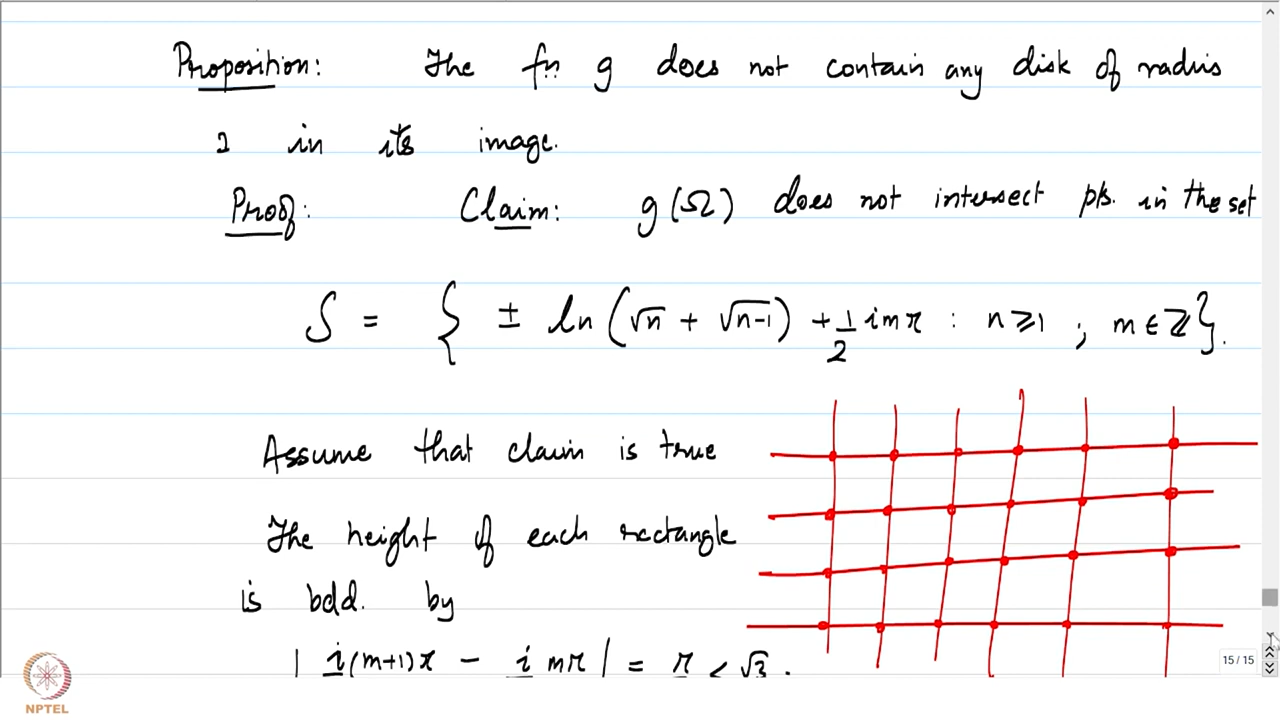 Proposition: The fn g does not contain any disk of radius
1 in its image.
Proof: Claim: g(Ω) does not intersect pts. in the set
S = { ± ln(√n + √n-1) + 1/2 imπ : n≥1 ; m∈ℤ}.
Assume that claim is true
The height of each rectangle
is bdd. by
| i(m+1)π - i mπ | = π < √3.
15 / 15
NPTEL